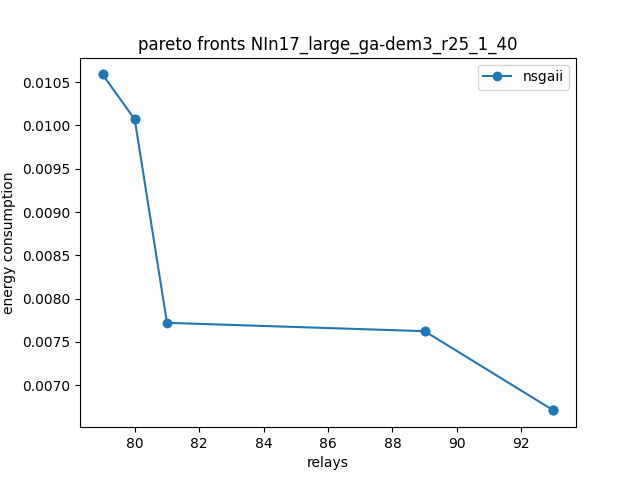 pareto fronts NIn17_large_ga-dem3_r25_1_40
nsgaii
0.0105
0.0100
0.0095
0.0090
0.0085
0.0080
0.0075
0.0070
energy consumption
80 82 84 86 88 90 92
relays